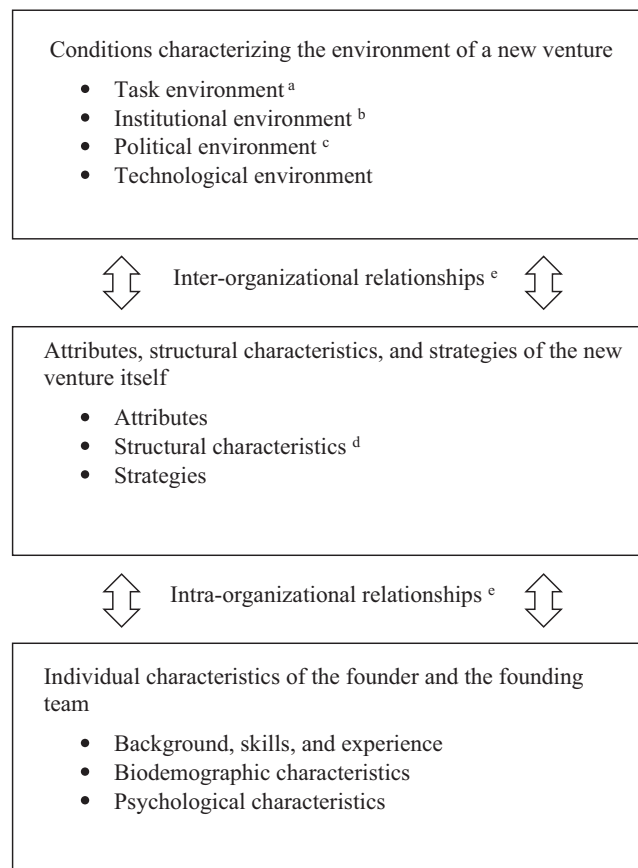 Conditions characterizing the environment of a new venture
• Task environment a
• Institutional environment b
• Political environment c
• Technological environment
Inter-organizational relationships e
Attributes, structural characteristics, and strategies of the new
venture itself
• Attributes
• Structural characteristics d
• Strategies
Intra-organizational relationships e
Individual characteristics of the founder and the founding
team
• Background, skills, and experience
• Biodemographic characteristics
• Psychological characteristics